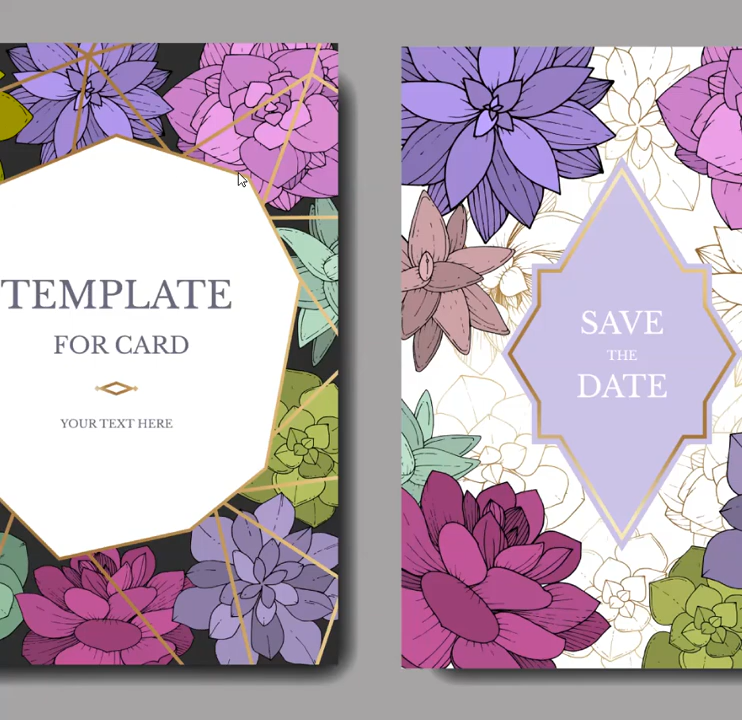 TEMPLATE
FOR CARD
YOUR TEXT HERE
SAVE
THE
DATE